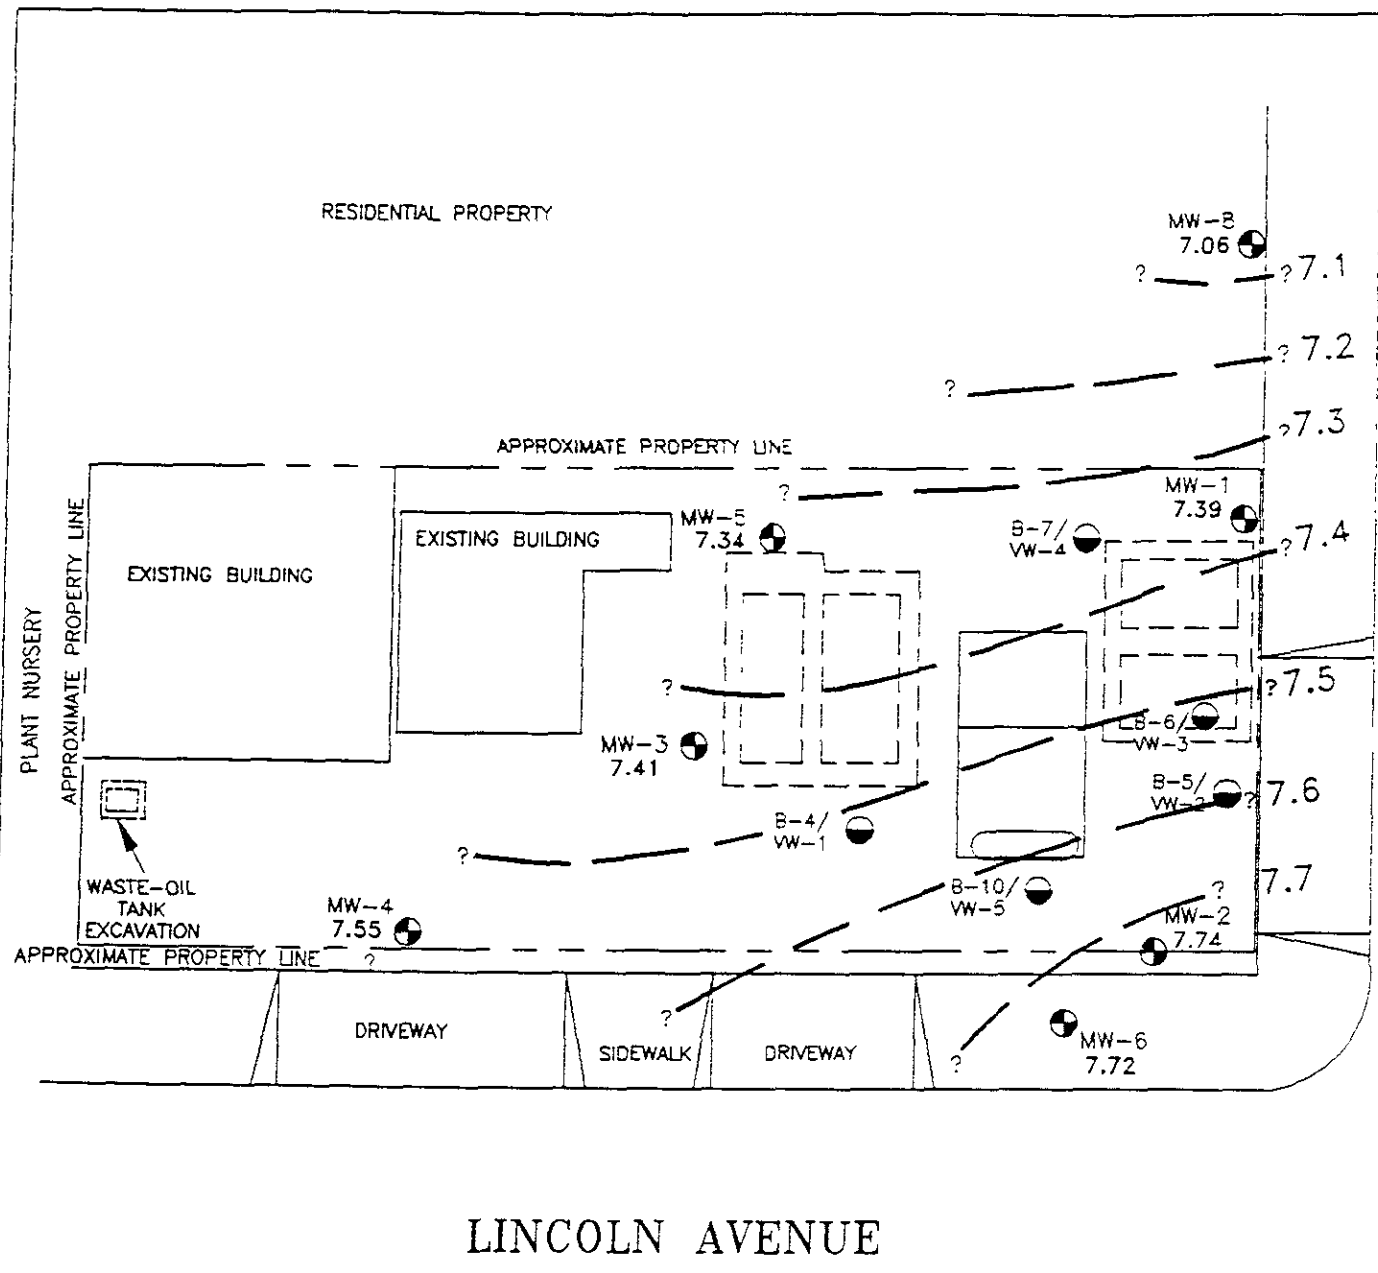 RESIDENTIAL PROPERTY
MW-8
7.06
? ? 7.1
? ? 7.2
? ? 7.3
APPROXIMATE PROPERTY LINE
MW-1
7.39
MW-5
7.34
B-7/
VW-4
? ? 7.4
EXISTING BUILDING
EXISTING BUILDING
PLANT NURSERY
APPROXIMATE PROPERTY LINE
? ? 7.5
MW-3
7.41
B-6/
VW-3
B-5/
VW-2
? ? 7.6
B-4/
VW-1
WASTE-OIL
TANK
EXCAVATION
MW-4
7.55
B-10/
VW-5
? ? 7.7
MW-2
7.74
APPROXIMATE PROPERTY LINE ?
DRIVEWAY
SIDEWALK
DRIVEWAY
?
MW-6
7.72
LINCOLN AVENUE